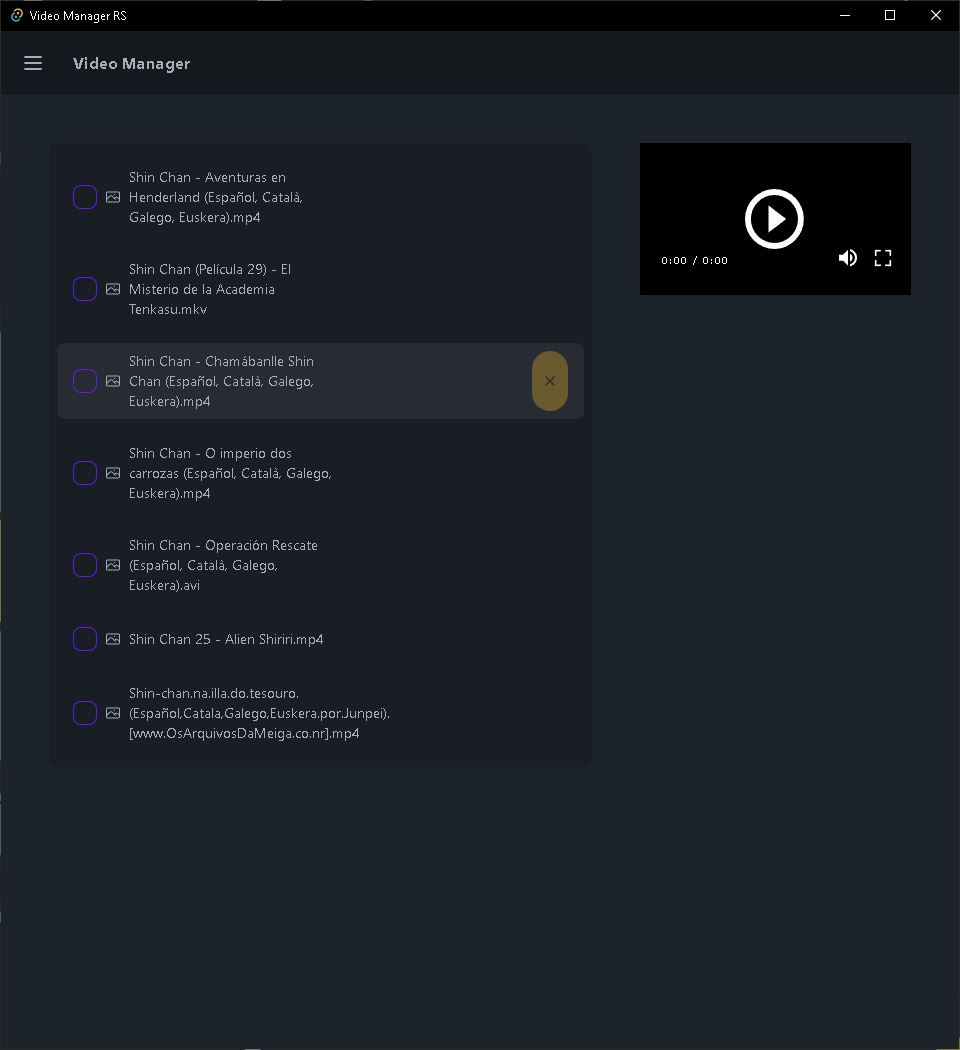 Video Manager RS
Video Manager
Shin Chan - Aventuras en
Henderland (Español, Català,
Galego, Euskera).mp4
Shin Chan (Película 29) - El
Misterio de la Academia
Tenkasu.mkv
Shin Chan - Chamábanlle Shin
Chan (Español, Català, Galego,
Euskera).mp4
Shin Chan - O imperio dos
carrozas (Español, Català, Galego,
Euskera).mp4
Shin Chan - Operación Rescate
(Español, Català, Galego,
Euskera).avi
Shin Chan 25 - Alien Shiriri.mp4
Shin-chan.na.illa.do.tesouro.
(Español,Catala,Galego,Euskera.por.Junpei).
[www.OsArquivosDaMeiga.co.nr].mp4
0:00 / 0:00